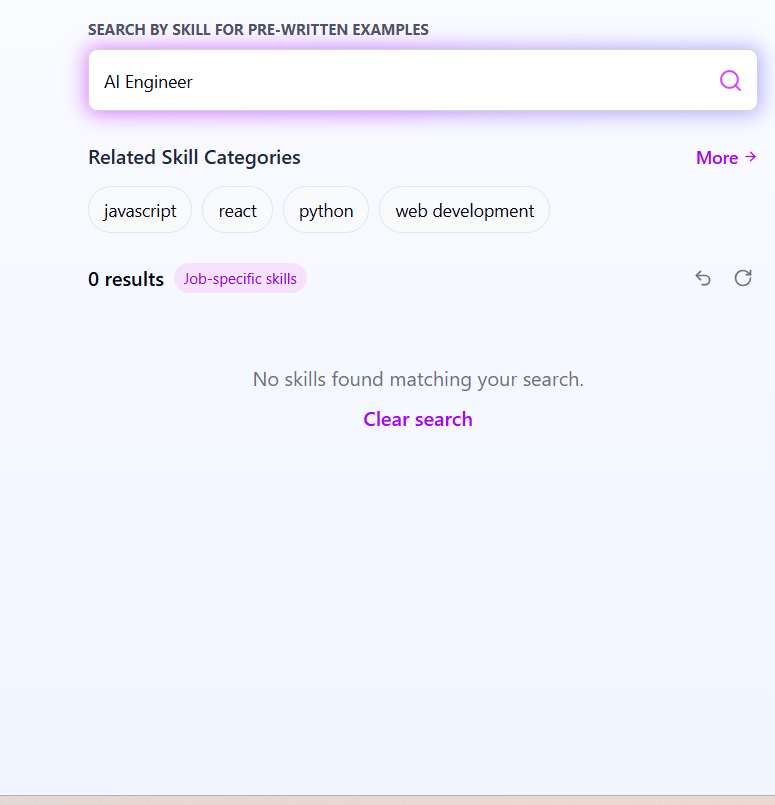 SEARCH BY SKILL FOR PRE-WRITTEN EXAMPLES
AI Engineer
Related Skill Categories
More →
javascript react python web development
0 results Job-specific skills
No skills found matching your search.
Clear search